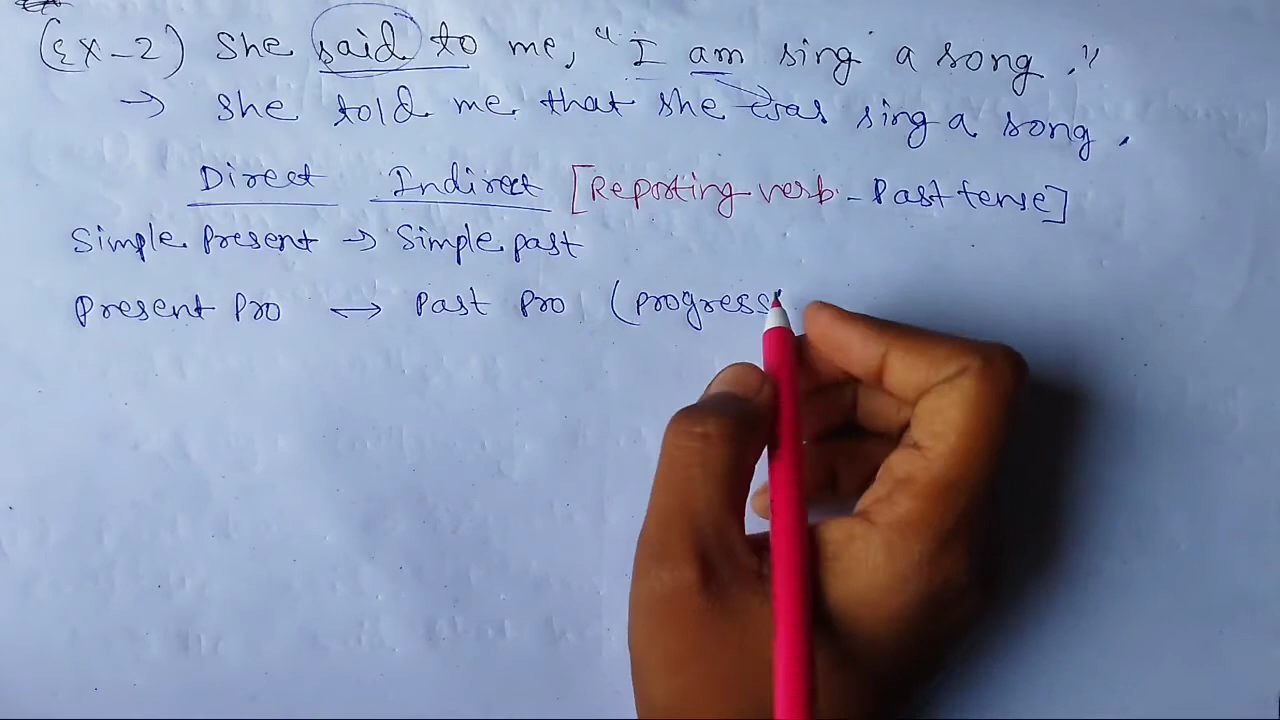 (Ex-2) She said to me, "I am sing a song."
→ She told me that she was sing a song.
Direct Indirect [Reporting verb - Past tense]
Simple Present → Simple past
Present Pro ↔ Past Pro (progress